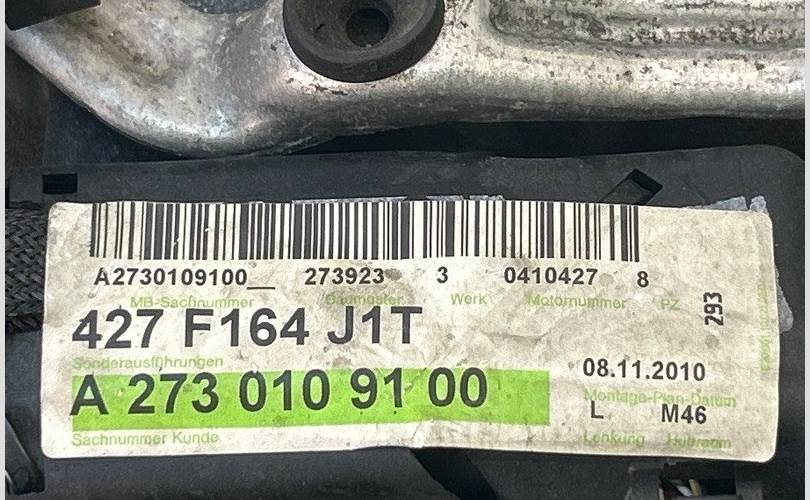 A2730109100__ 273923 3 0410427 8
MB-Sachnummer Baumuster Werk Motornummer PZ
293
427 F164 J1T
Sonderausführungen
08.11.2010
A 273 010 91 00
Montage-Plan-Datum
L M46
Sachnummer Kunde
Lenkung Hubraum